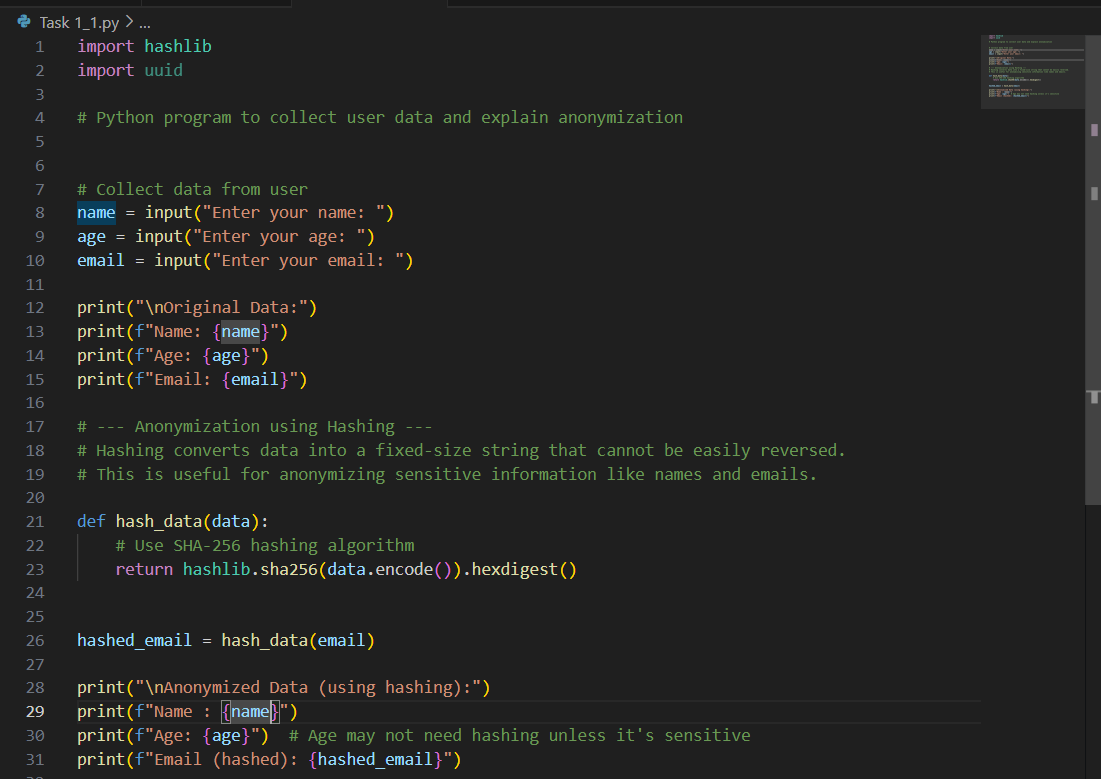 Task 1_1.py > ...
1 import hashlib
2 import uuid
3
4 # Python program to collect user data and explain anonymization
5
6
7 # Collect data from user
8 name = input("Enter your name: ")
9 age = input("Enter your age: ")
10 email = input("Enter your email: ")
11
12 print("\nOriginal Data:")
13 print(f"Name: {name}")
14 print(f"Age: {age}")
15 print(f"Email: {email}")
16
17 # --- Anonymization using Hashing ---
18 # Hashing converts data into a fixed-size string that cannot be easily reversed.
19 # This is useful for anonymizing sensitive information like names and emails.
20
21 def hash_data(data):
22     # Use SHA-256 hashing algorithm
23     return hashlib.sha256(data.encode()).hexdigest()
24
25
26 hashed_email = hash_data(email)
27
28 print("\nAnonymized Data (using hashing):")
29 print(f"Name : {name}")
30 print(f"Age: {age}")  # Age may not need hashing unless it's sensitive
31 print(f"Email (hashed): {hashed_email}")